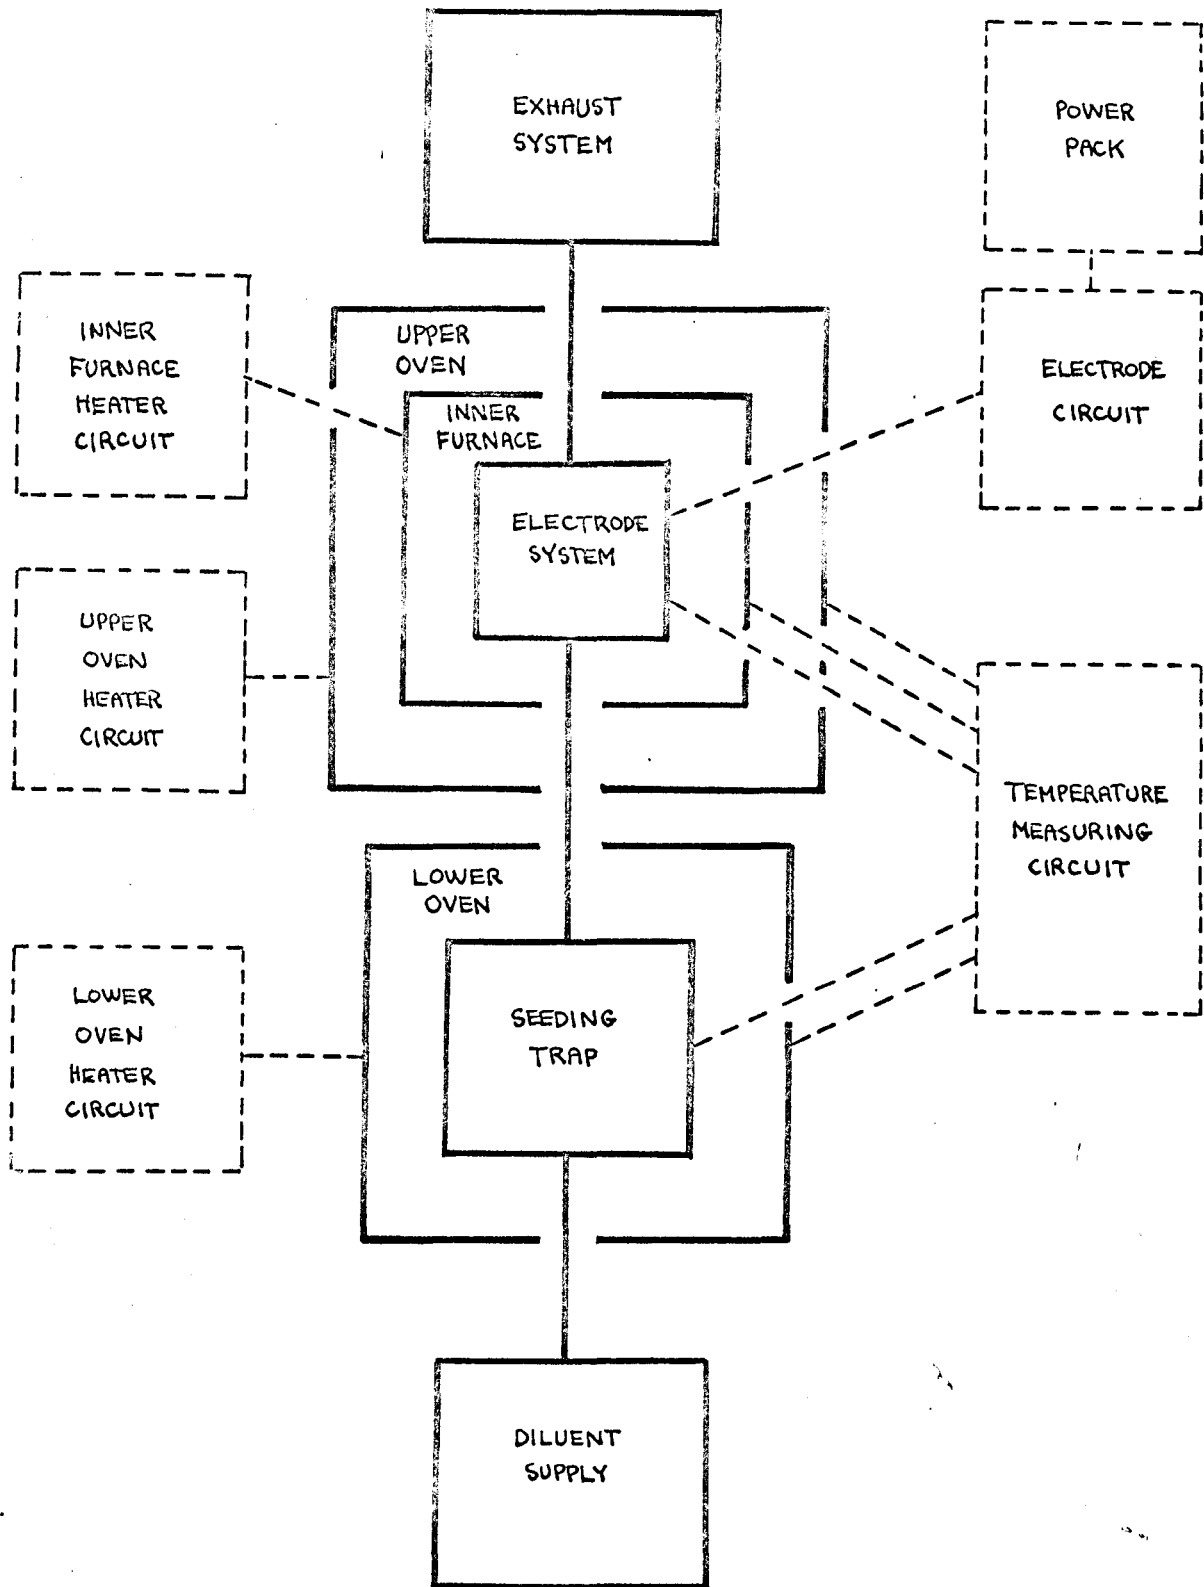 EXHAUST
SYSTEM
POWER
PACK
INNER
FURNACE
HEATER
CIRCUIT
UPPER
OVEN
INNER
FURNACE
ELECTRODE
SYSTEM
ELECTRODE
CIRCUIT
UPPER
OVEN
HEATER
CIRCUIT
TEMPERATURE
MEASURING
CIRCUIT
LOWER
OVEN
LOWER
OVEN
HEATER
CIRCUIT
SEEDING
TRAP
DILUENT
SUPPLY